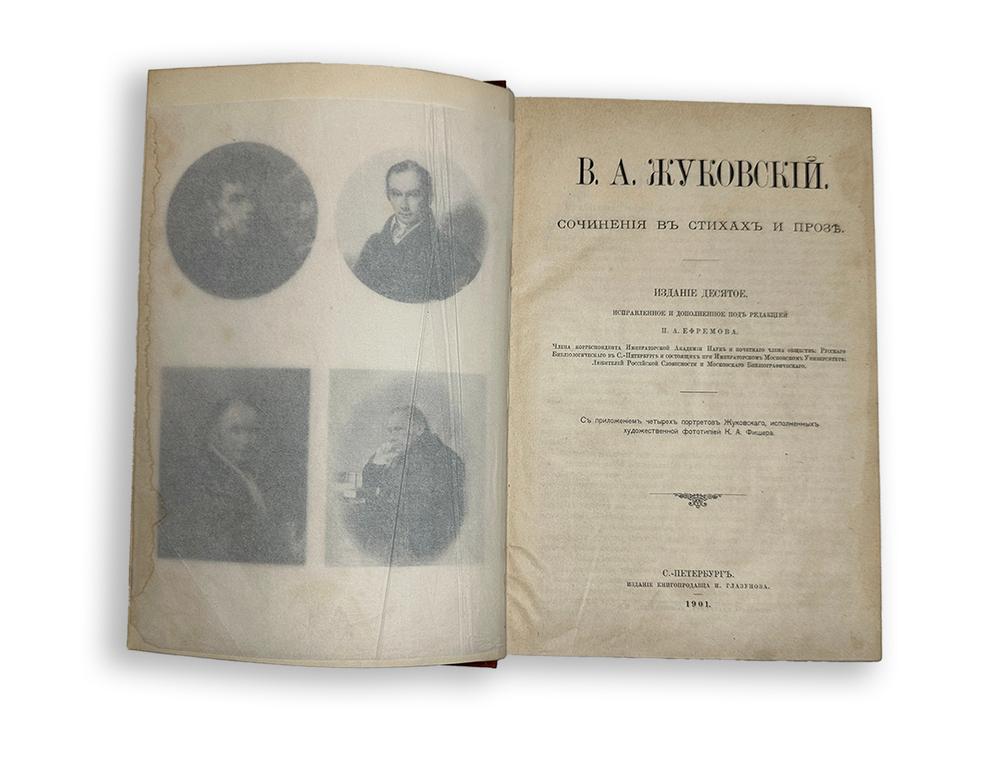 В. А. ЖУКОВСКІЙ.
СОЧИНЕНІЯ ВЪ СТИХАХЪ И ПРОЗѢ.
ИЗДАНІЕ ДЕСЯТОЕ,
ИСПРАВЛЕННОЕ И ДОПОЛНЕННОЕ ПОДЪ РЕДАКЦІЕЙ
П. А. ЕФРЕМОВА.
Члена корреспондента Императорской Академіи Наукъ и почетнаго члена обществъ: Русскаго
Библіологическаго въ С.-Петербургѣ и состоящихъ при Императорскомъ Московскомъ Университетѣ:
Любителей Россійской Словесности и Московскаго Библіографическаго.
Съ приложеніемъ четырехъ портретовъ Жуковскаго, исполненныхъ
художественной фототипіей К. А. Фишера.
С.-ПЕТЕРБУРГЪ.
ИЗДАНІЕ КНИГОПРОДАВЦА И. ГЛАЗУНОВА.
1901.